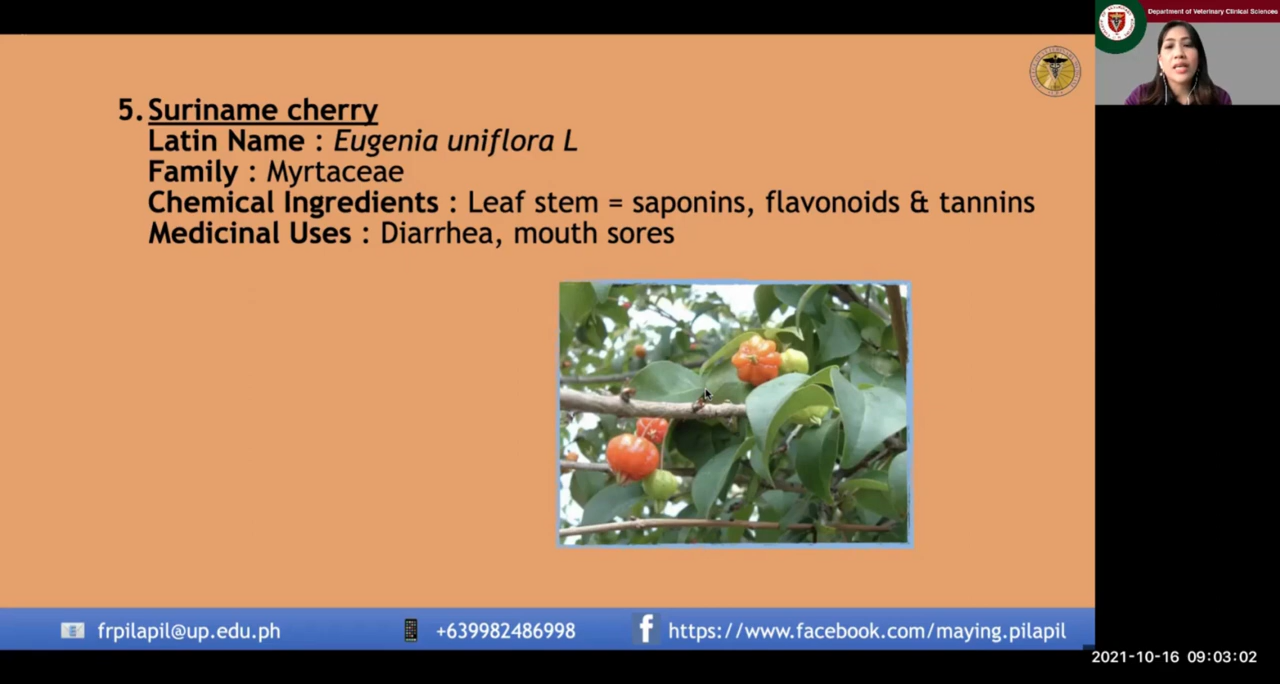 Department of Veterinary Clinical Sciences
5. Suriname cherry
Latin Name : Eugenia uniflora L
Family : Myrtaceae
Chemical Ingredients : Leaf stem = saponins, flavonoids & tannins
Medicinal Uses : Diarrhea, mouth sores
frpilapil@up.edu.ph
+639982486998
https://www.facebook.com/maying.pilapil
2021-10-16 09:03:02